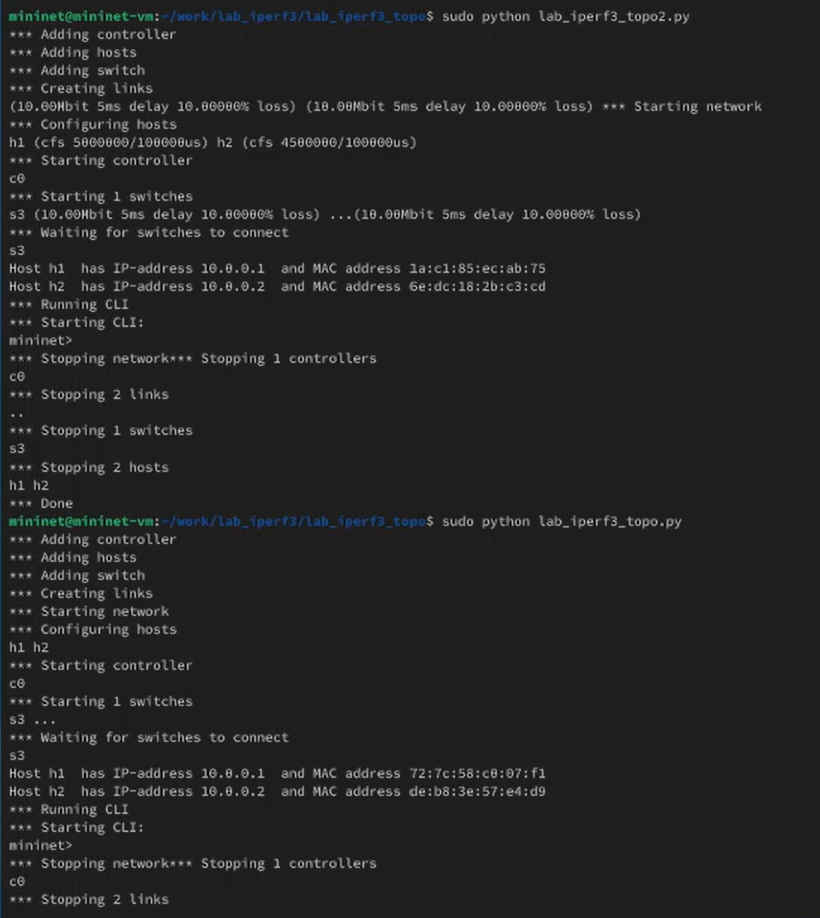 mininet@mininet-vm:~/work/lab_iperf3/lab_iperf3_topo$ sudo python lab_iperf3_topo2.py
*** Adding controller
*** Adding hosts
*** Adding switch
*** Creating links
(10.00Mbit 5ms delay 10.00000% loss) (10.00Mbit 5ms delay 10.00000% loss) *** Starting network
*** Configuring hosts
h1 (cfs 5000000/100000us) h2 (cfs 4500000/100000us)
*** Starting controller
c0
*** Starting 1 switches
s3 (10.00Mbit 5ms delay 10.00000% loss) ...(10.00Mbit 5ms delay 10.00000% loss)
*** Waiting for switches to connect
s3
Host h1  has IP-address 10.0.0.1  and MAC address 1a:c1:85:ec:ab:75
Host h2  has IP-address 10.0.0.2  and MAC address 6e:dc:18:2b:c3:cd
*** Running CLI
*** Starting CLI:
mininet>
*** Stopping network*** Stopping 1 controllers
c0
*** Stopping 2 links
..
*** Stopping 1 switches
s3
*** Stopping 2 hosts
h1 h2
*** Done
mininet@mininet-vm:~/work/lab_iperf3/lab_iperf3_topo$ sudo python lab_iperf3_topo.py
*** Adding controller
*** Adding hosts
*** Adding switch
*** Creating links
*** Starting network
*** Configuring hosts
h1 h2
*** Starting controller
c0
*** Starting 1 switches
s3 ...
*** Waiting for switches to connect
s3
Host h1  has IP-address 10.0.0.1  and MAC address 72:7c:58:c0:07:f1
Host h2  has IP-address 10.0.0.2  and MAC address de:b8:3e:57:e4:d9
*** Running CLI
*** Starting CLI:
mininet>
*** Stopping network*** Stopping 1 controllers
c0
*** Stopping 2 links